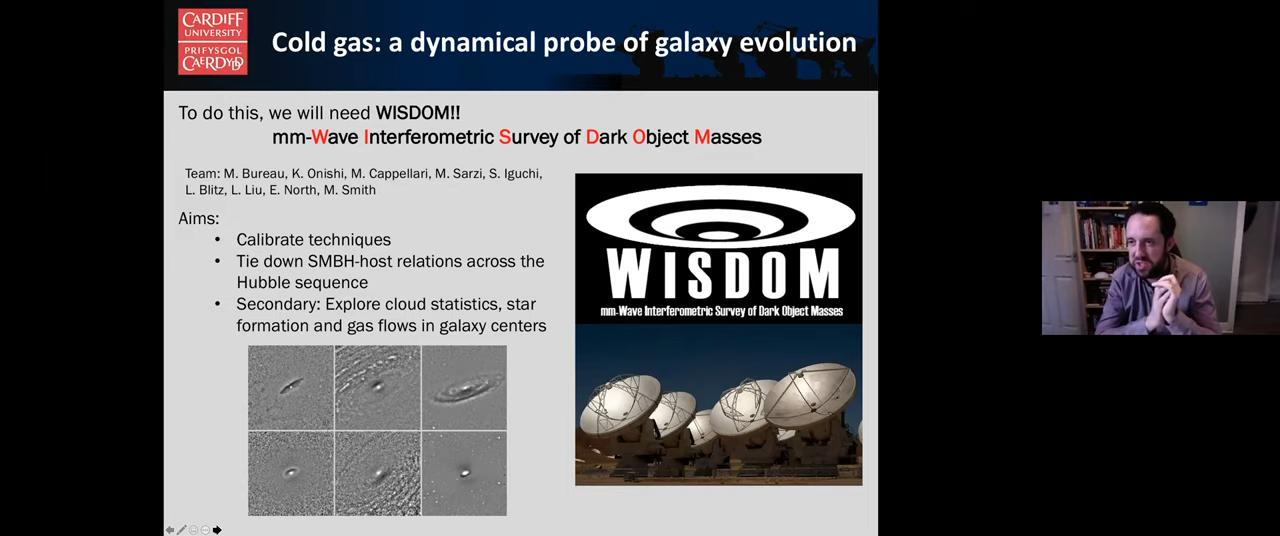 CARDIFF
UNIVERSITY
PRIFYSGOL
CAERDYDD
Cold gas: a dynamical probe of galaxy evolution
To do this, we will need WISDOM!!
mm-Wave Interferometric Survey of Dark Object Masses
Team: M. Bureau, K. Onishi, M. Cappellari, M. Sarzi, S. Iguchi,
L. Blitz, L. Liu, E. North, M. Smith
Aims:
• Calibrate techniques
• Tie down SMBH-host relations across the
Hubble sequence
• Secondary: Explore cloud statistics, star
formation and gas flows in galaxy centers
WISDOM
mm-Wave Interferometric Survey of Dark Object Masses